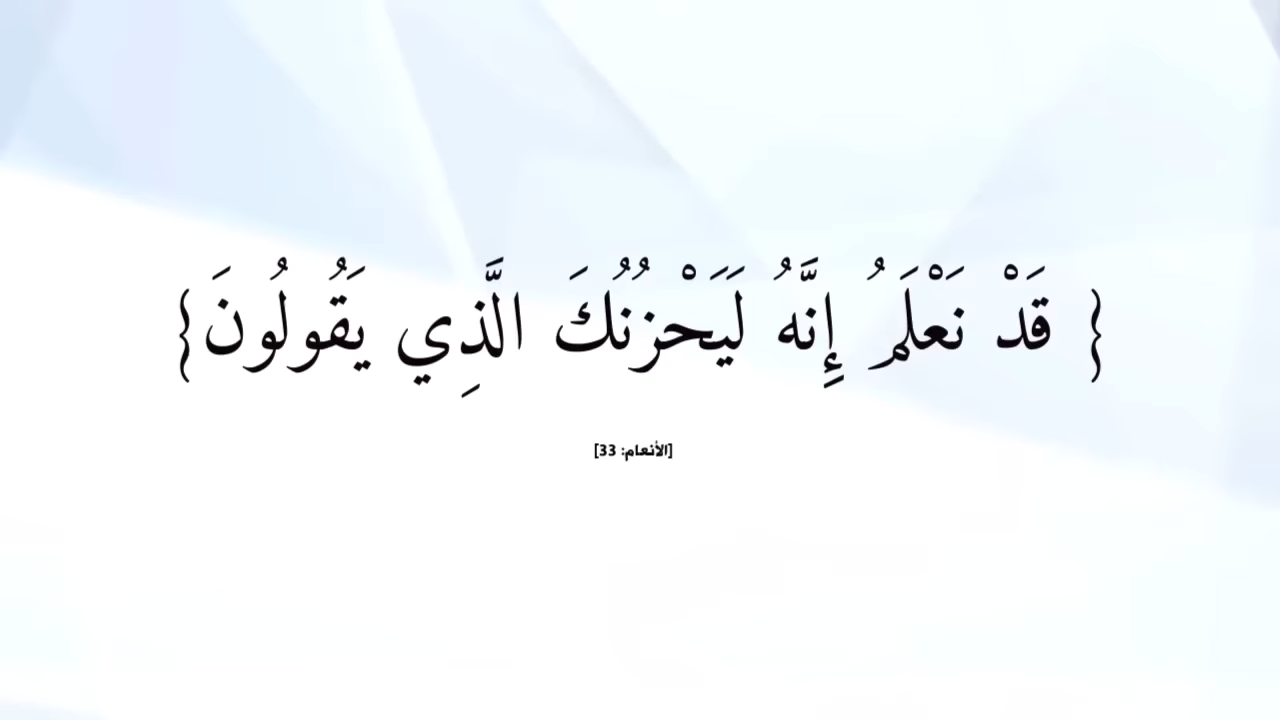 { قَدْ نَعْلَمُ إِنَّهُ لَيَحْزُنُكَ الَّذِي يَقُولُونَ}
[الأنعام: 33]